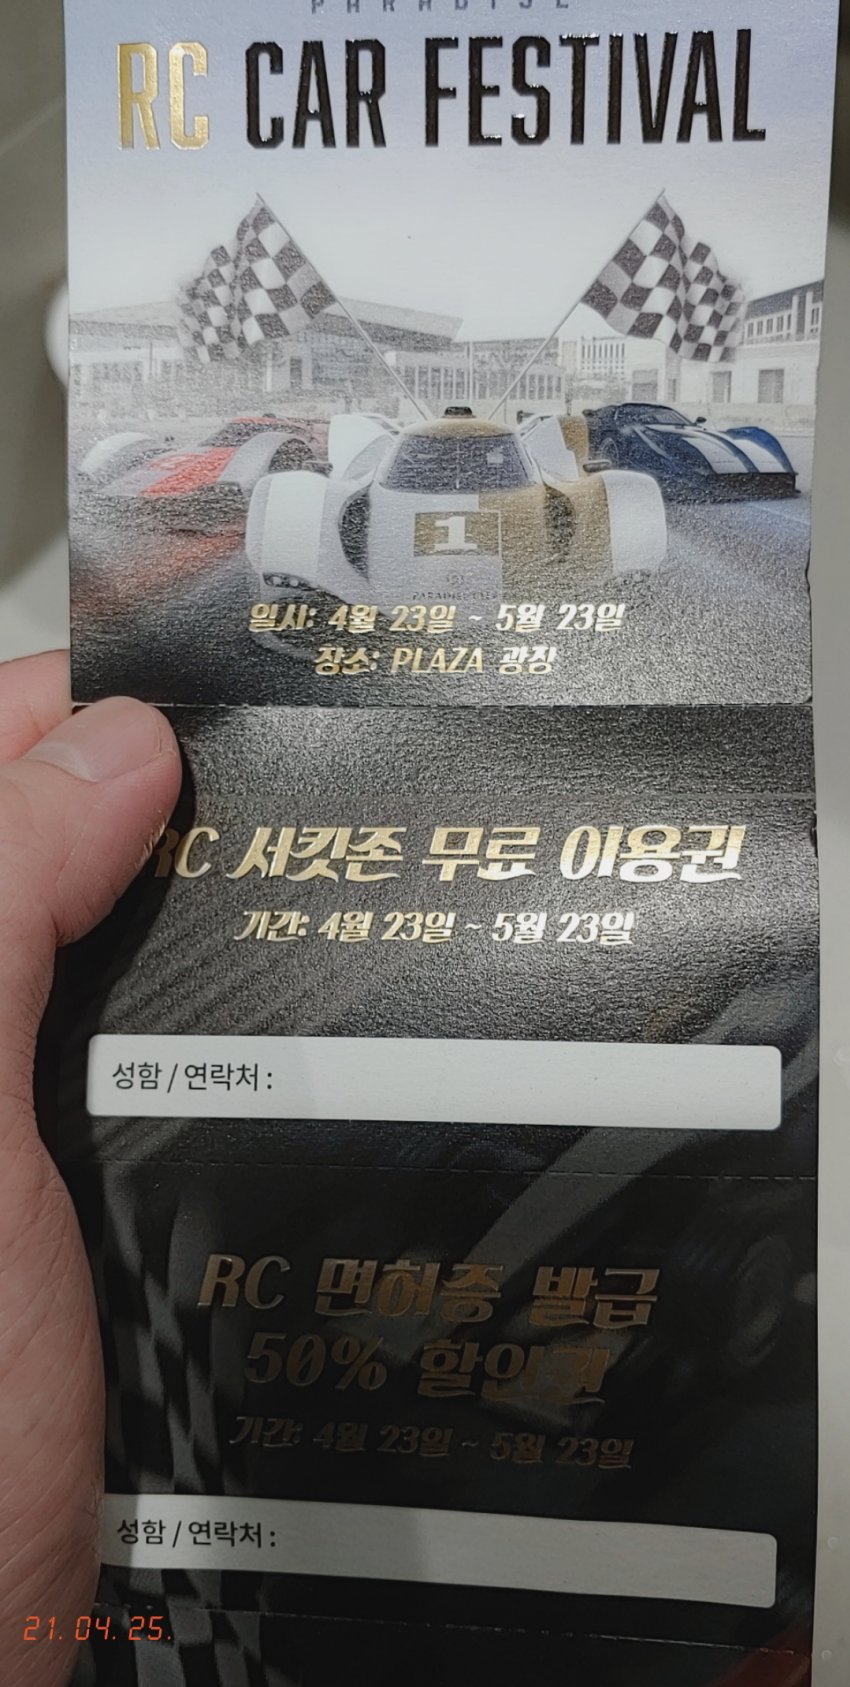 PARADISE
RC CAR FESTIVAL
1
일시: 4월 23일 ~ 5월 23일
장소: PLAZA 광장
RC 서킷존 무료 이용권
기간: 4월 23일 ~ 5월 23일
성함 / 연락처 :
RC 면허증 발급
50% 할인권
기간: 4월 23일 ~ 5월 23일
성함 / 연락처 :
21. 04. 25.